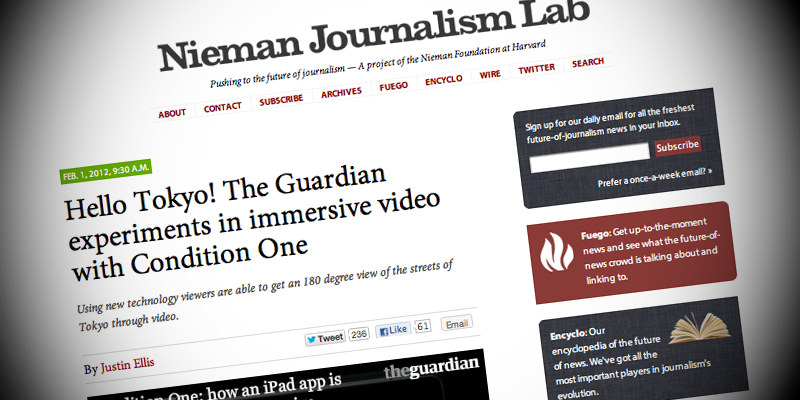 Nieman Journalism Lab
Pushing to the future of journalism — A project of the Nieman Foundation at Harvard
ABOUT CONTACT SUBSCRIBE ARCHIVES FUEGO ENCYCLO WIRE TWITTER SEARCH
FEB. 1, 2012, 9:30 A.M.
Hello Tokyo! The Guardian
experiments in immersive video
with Condition One
Using new technology viewers are able to get an 180 degree view of the streets of
Tokyo through video.
Tweet 236 Like 61 Email
By Justin Ellis
theguardian
dition One: how an iPad app is
Sign up for our daily email for all the freshest
future-of-journalism news in your inbox.
Subscribe
Prefer a once-a-week email? »
Fuego: Get up-to-the-moment
news and see what the future-of-
news crowd is talking about and
linking to.
Encyclo: Our
encyclopedia of the future
of news. We've got all the
most important players in journalism's
evolution.